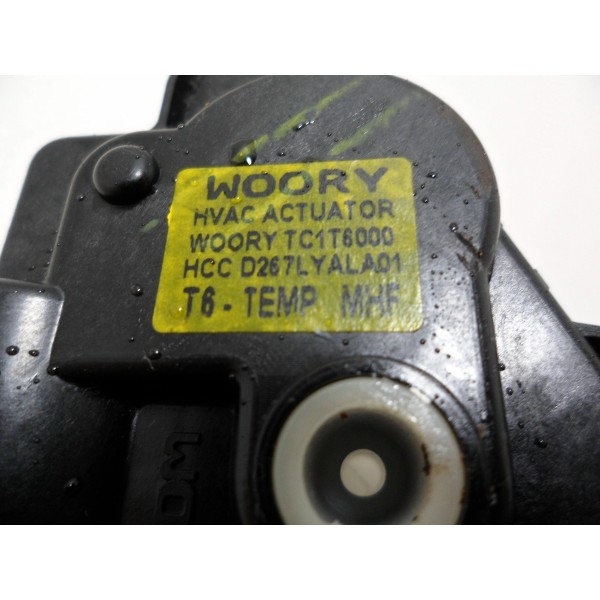 WOORY
HVAC ACTUATOR
WOORY TC1T6000
HCC D267LYALA01
T6 - TEMP MHF